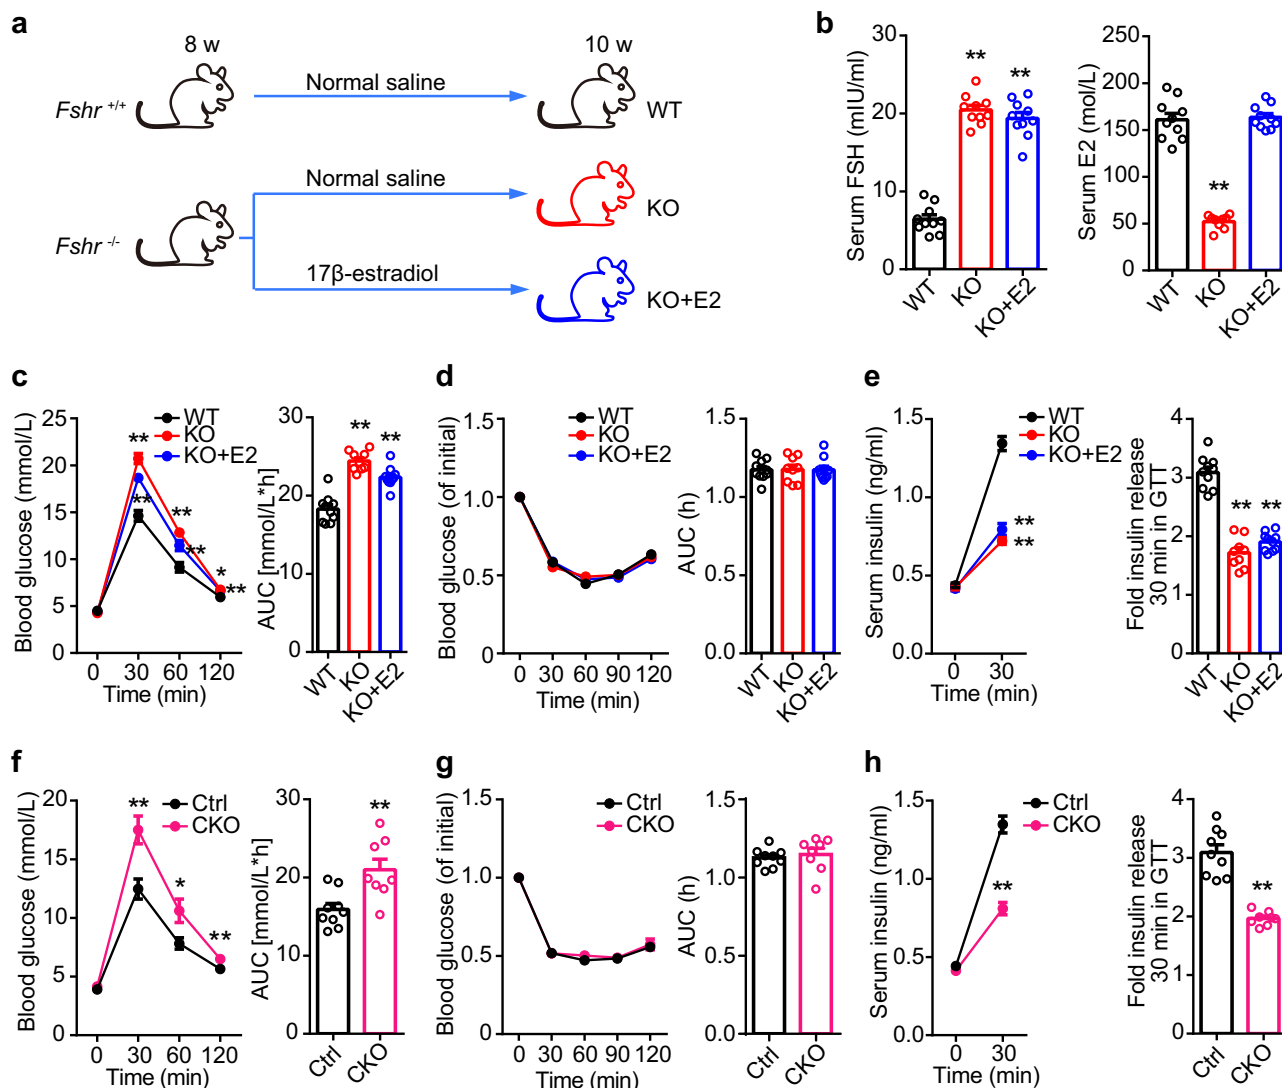 a
8 w
10 w
Fshr +/+
Normal saline
WT
Fshr -/-
Normal saline
KO
17β-estradiol
KO+E2
b
Serum FSH (mIU/ml)
30
20
10
0
**
**
WT
KO
KO+E2
Serum E2 (mol/L)
250
200
150
100
50
0
**
WT
KO
KO+E2
c
Blood glucose (mmol/L)
25
20
15
10
5
0
WT
KO
KO+E2
**
**
**
**
*
**
0 30 60 120
Time (min)
AUC [mmol/L*h]
30
20
10
0
**
**
WT
KO
KO+E2
d
Blood glucose (of initial)
1.5
1.0
0.5
0
WT
KO
KO+E2
0 30 60 90 120
Time (min)
AUC (h)
1.5
1.0
0.5
0.0
WT
KO
KO+E2
e
Serum insulin (ng/ml)
1.5
1.0
0.5
0.0
WT
KO
KO+E2
**
**
0 30
Time (min)
Fold insulin release
30 min in GTT
4
3
2
1
0
**
**
WT
KO
KO+E2
f
Blood glucose (mmol/L)
20
15
10
5
0
Ctrl
CKO
**
*
**
0 30 60 120
Time (min)
AUC [mmol/L*h]
30
20
10
0
**
Ctrl
CKO
g
Blood glucose (of initial)
1.5
1.0
0.5
0
Ctrl
CKO
0 30 60 90 120
Time (min)
AUC (h)
1.5
1.0
0.5
0.0
Ctrl
CKO
h
Serum insulin (ng/ml)
1.5
1.0
0.5
0.0
Ctrl
CKO
**
0 30
Time (min)
Fold insulin release
30 min in GTT
4
3
2
1
0
**
Ctrl
CKO